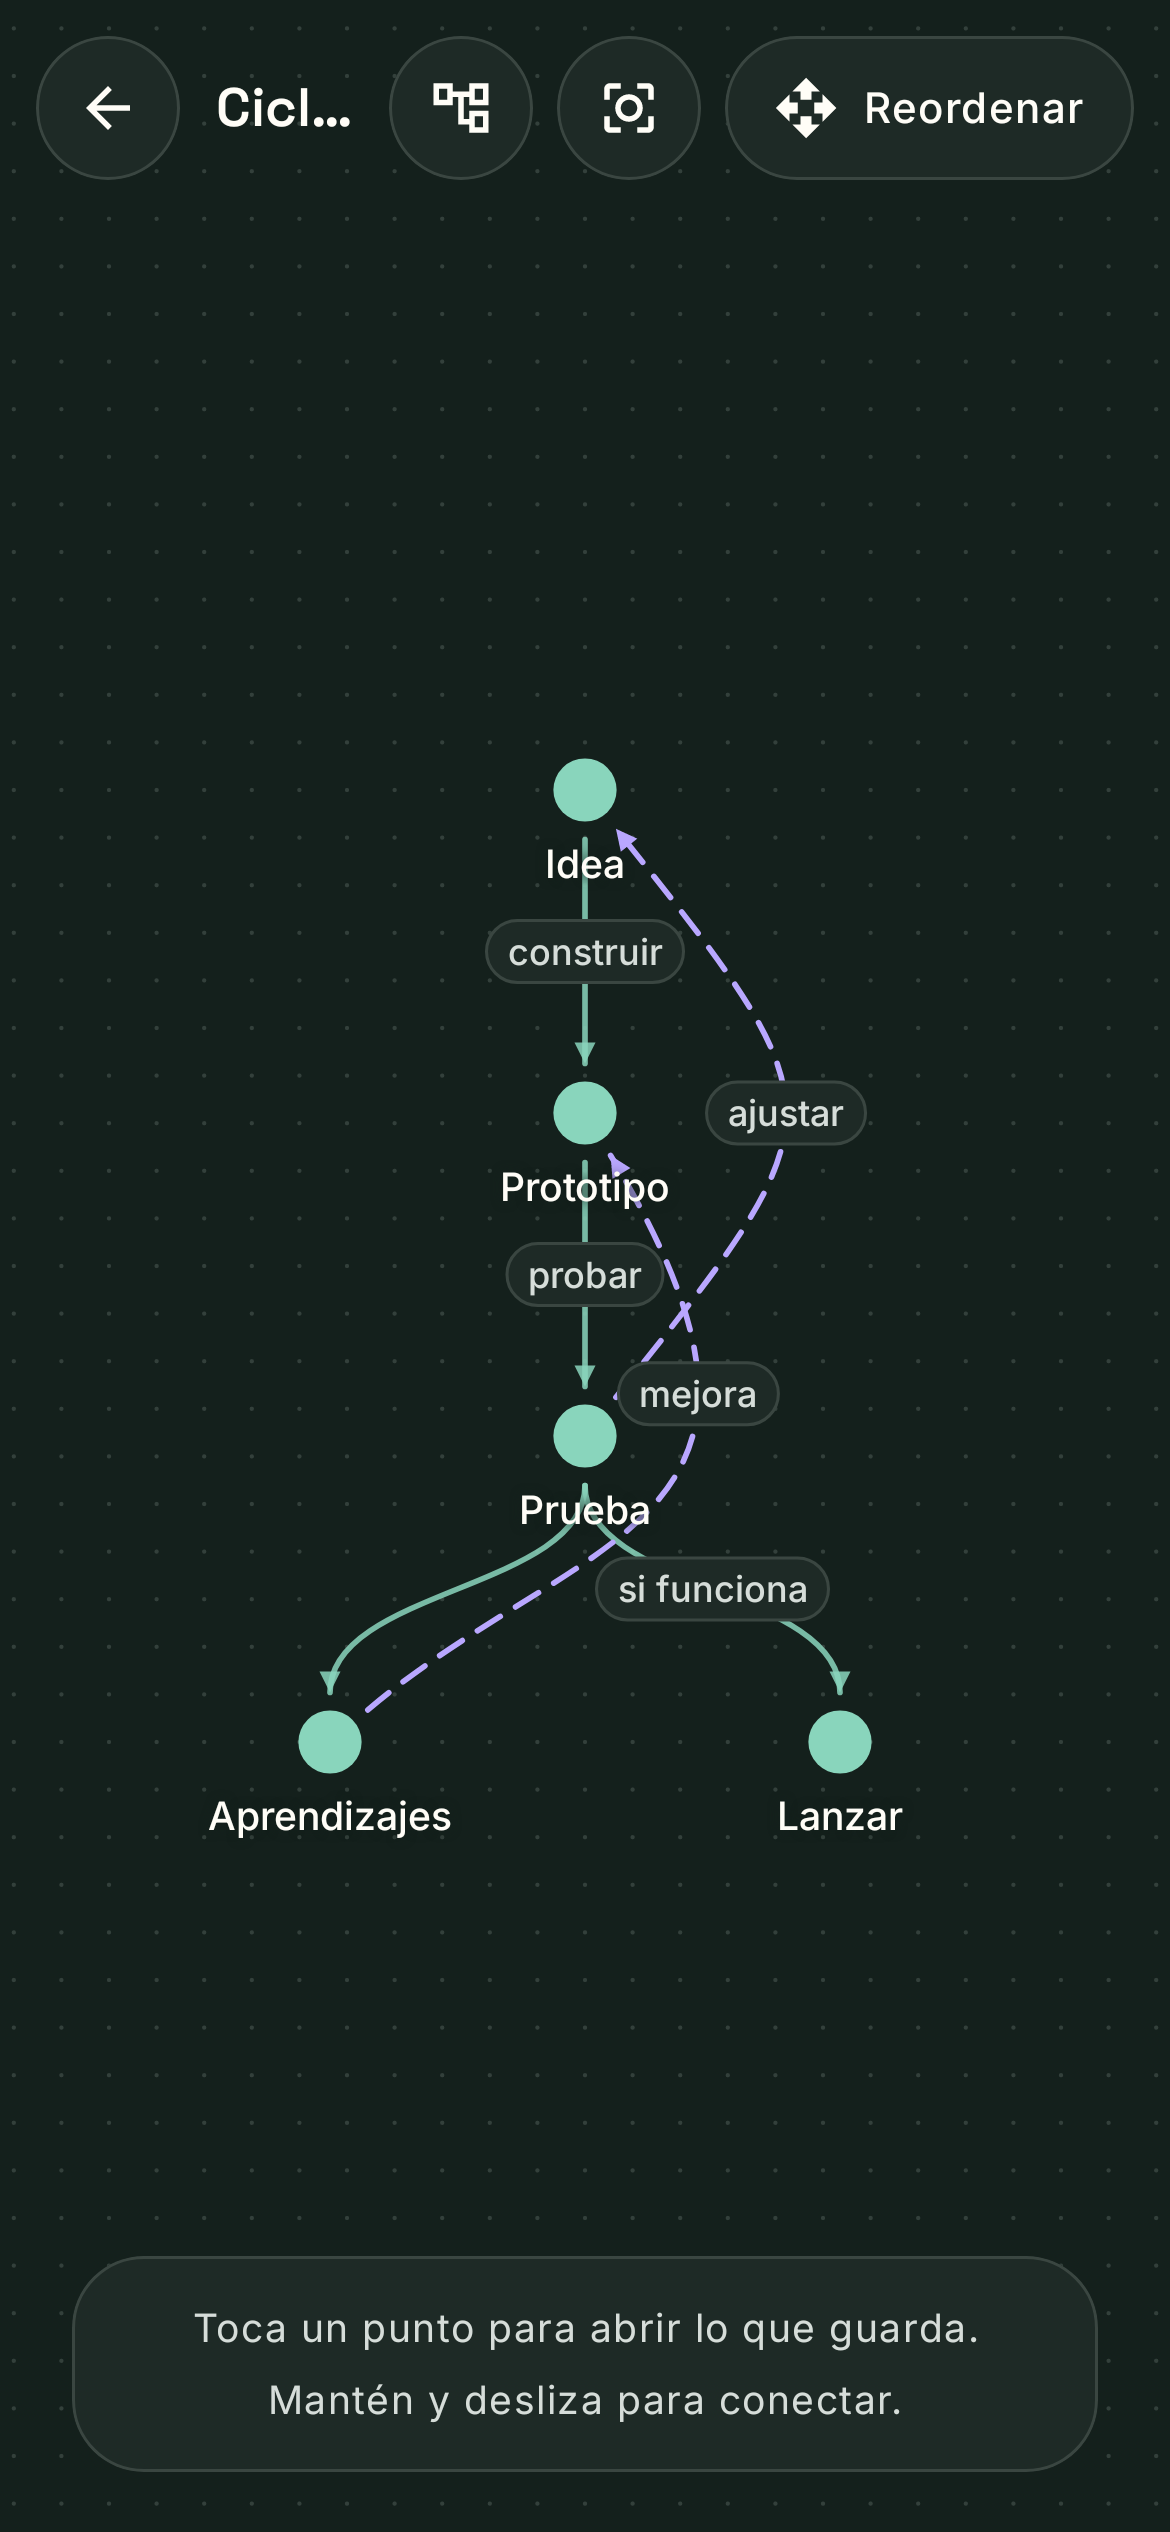 Cicl...
Reordenar
Idea
construir
ajustar
Prototipo
probar
mejora
Prueba
si funciona
Aprendizajes
Lanzar
Toca un punto para abrir lo que guarda.
Mantén y desliza para conectar.